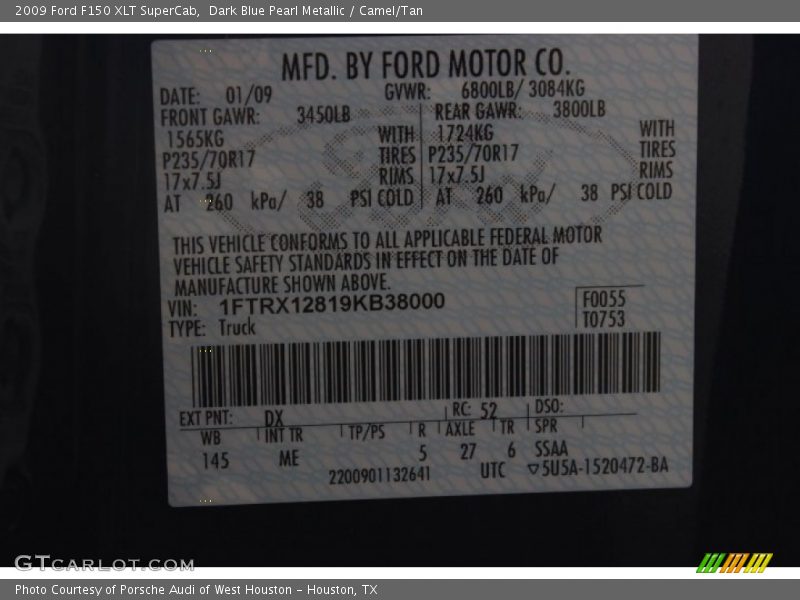 2009 Ford F150 XLT SuperCab,  Dark Blue Pearl Metallic / Camel/Tan
MFD. BY FORD MOTOR CO.
DATE: 01/09 GVWR: 6800LB/ 3084KG
FRONT GAWR: 3450LB REAR GAWR: 3800LB
1565KG WITH 1724KG WITH
P235/70R17 TIRES P235/70R17 TIRES
17x7.5J RIMS 17x7.5J RIMS
AT 260 kPa/ 38 PSI COLD AT 260 kPa/ 38 PSI COLD
THIS VEHICLE CONFORMS TO ALL APPLICABLE FEDERAL MOTOR
VEHICLE SAFETY STANDARDS IN EFFECT ON THE DATE OF
MANUFACTURE SHOWN ABOVE.
VIN: 1FTRX12819KB38000 F0055
TYPE: Truck T0753
EXT PNT: DX RC: 52 DSO:
WB INT TR TP/PS R AXLE TR SPR
145 ME 5 27 6 SSAA
2200901132641 UTC ▽5U5A-1520472-BA
GTCARLOT.COM
Photo Courtesy of Porsche Audi of West Houston – Houston, TX